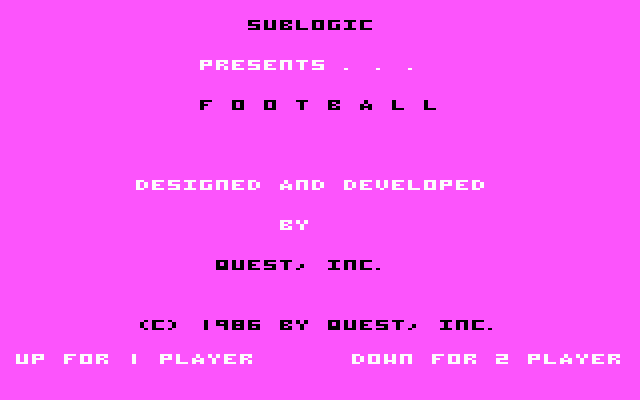 SUBLOGIC
PRESENTS . . .
F O O T B A L L
DESIGNED AND DEVELOPED
BY
QUEST, INC.
(C) 1986 BY QUEST, INC.
UP FOR 1 PLAYER DOWN FOR 2 PLAYER